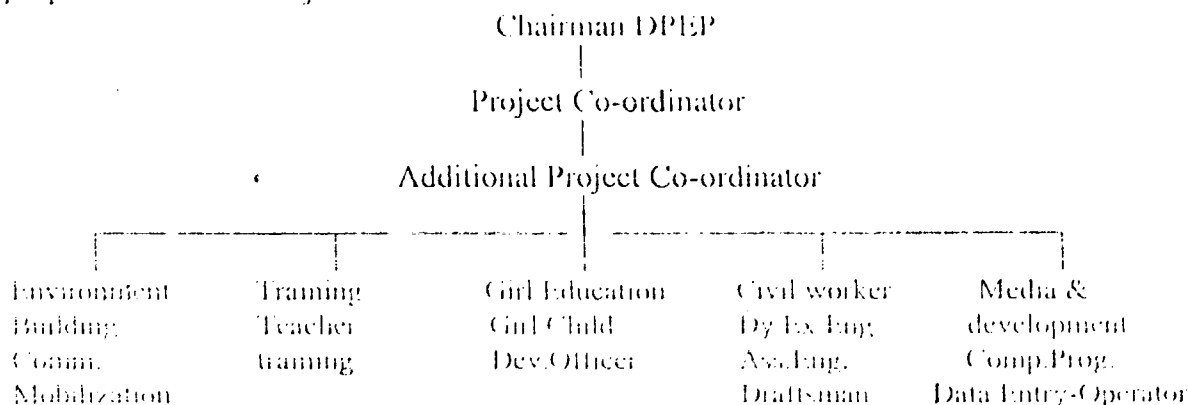 Chairman DPEP
Project Co-ordinator
Additional Project Co-ordinator
Environment Training Girl Education Civil worker Media &
Building Teacher Girl Child Dy Ex Eng development
Comm. training Dev.Officer Ass.Eng. Comp.Prog.
Mobilization Draftsman Data Entry-Operator